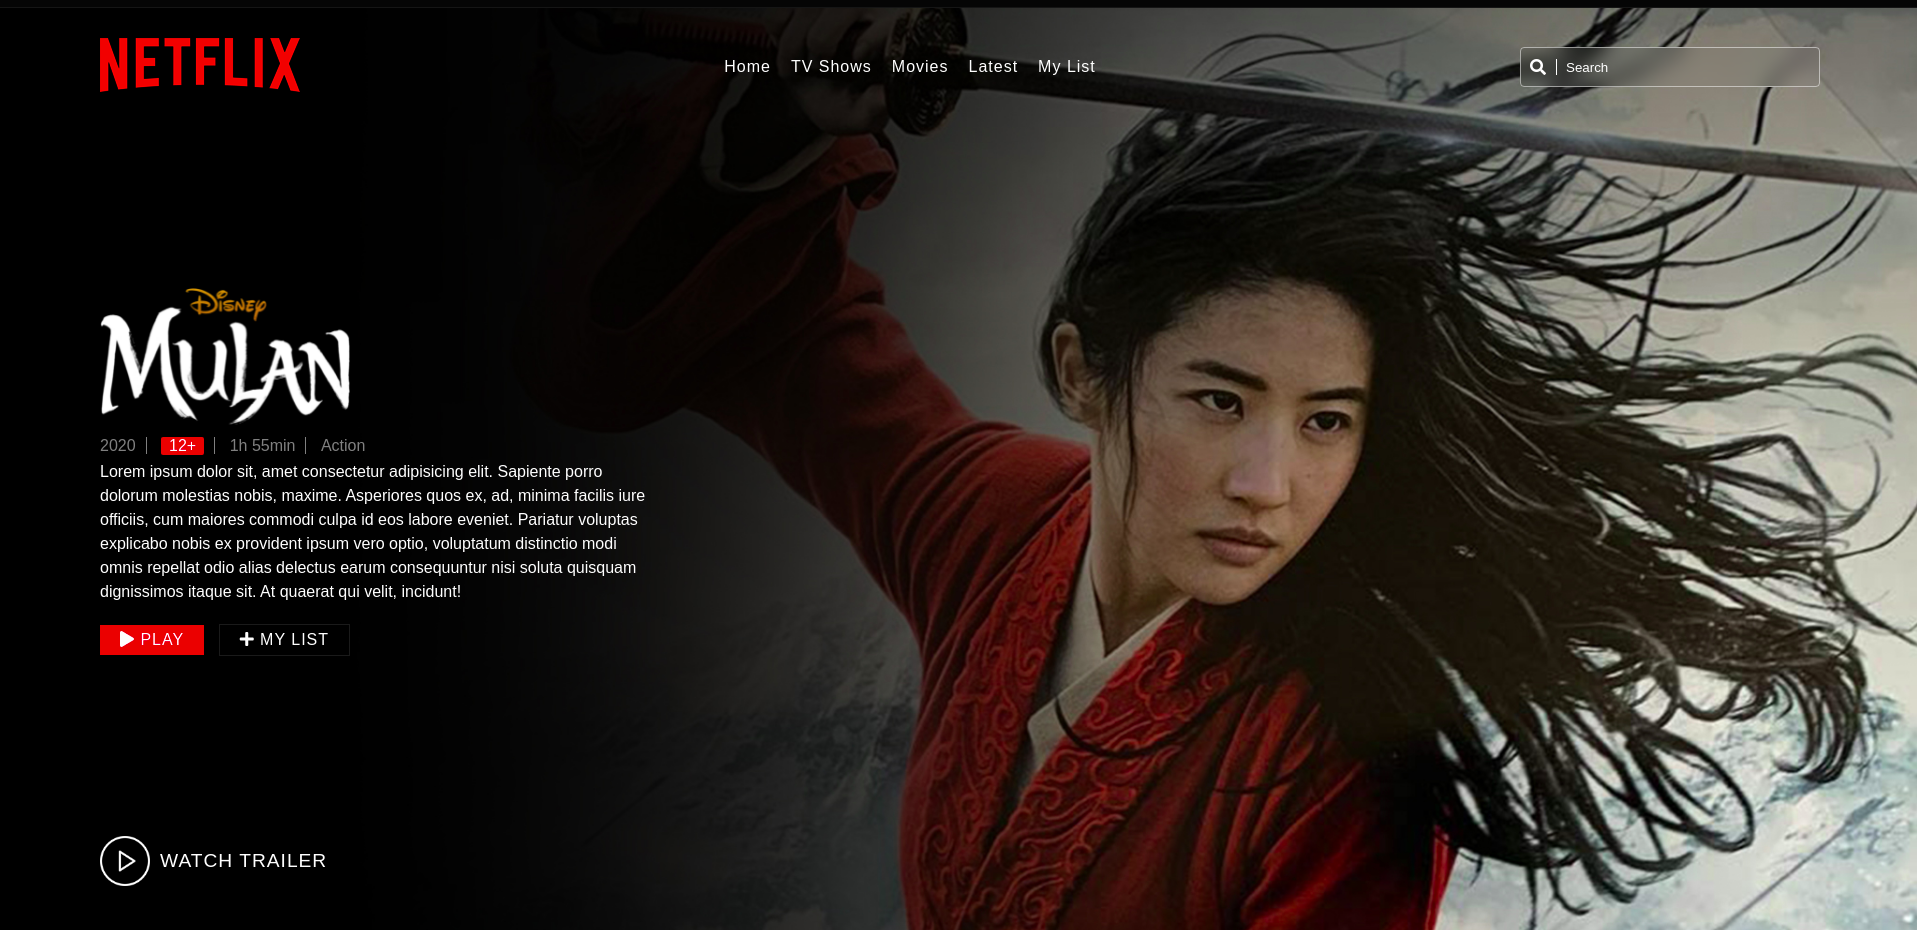 NETFLIX
Home TV Shows Movies Latest My List
Search
Disney
MULAN
2020 12+ 1h 55min Action
Lorem ipsum dolor sit, amet consectetur adipisicing elit. Sapiente porro
dolorum molestias nobis, maxime. Asperiores quos ex, ad, minima facilis iure
officiis, cum maiores commodi culpa id eos labore eveniet. Pariatur voluptas
explicabo nobis ex provident ipsum vero optio, voluptatum distinctio modi
omnis repellat odio alias delectus earum consequuntur nisi soluta quisquam
dignissimos itaque sit. At quaerat qui velit, incidunt!
PLAY MY LIST
WATCH TRAILER